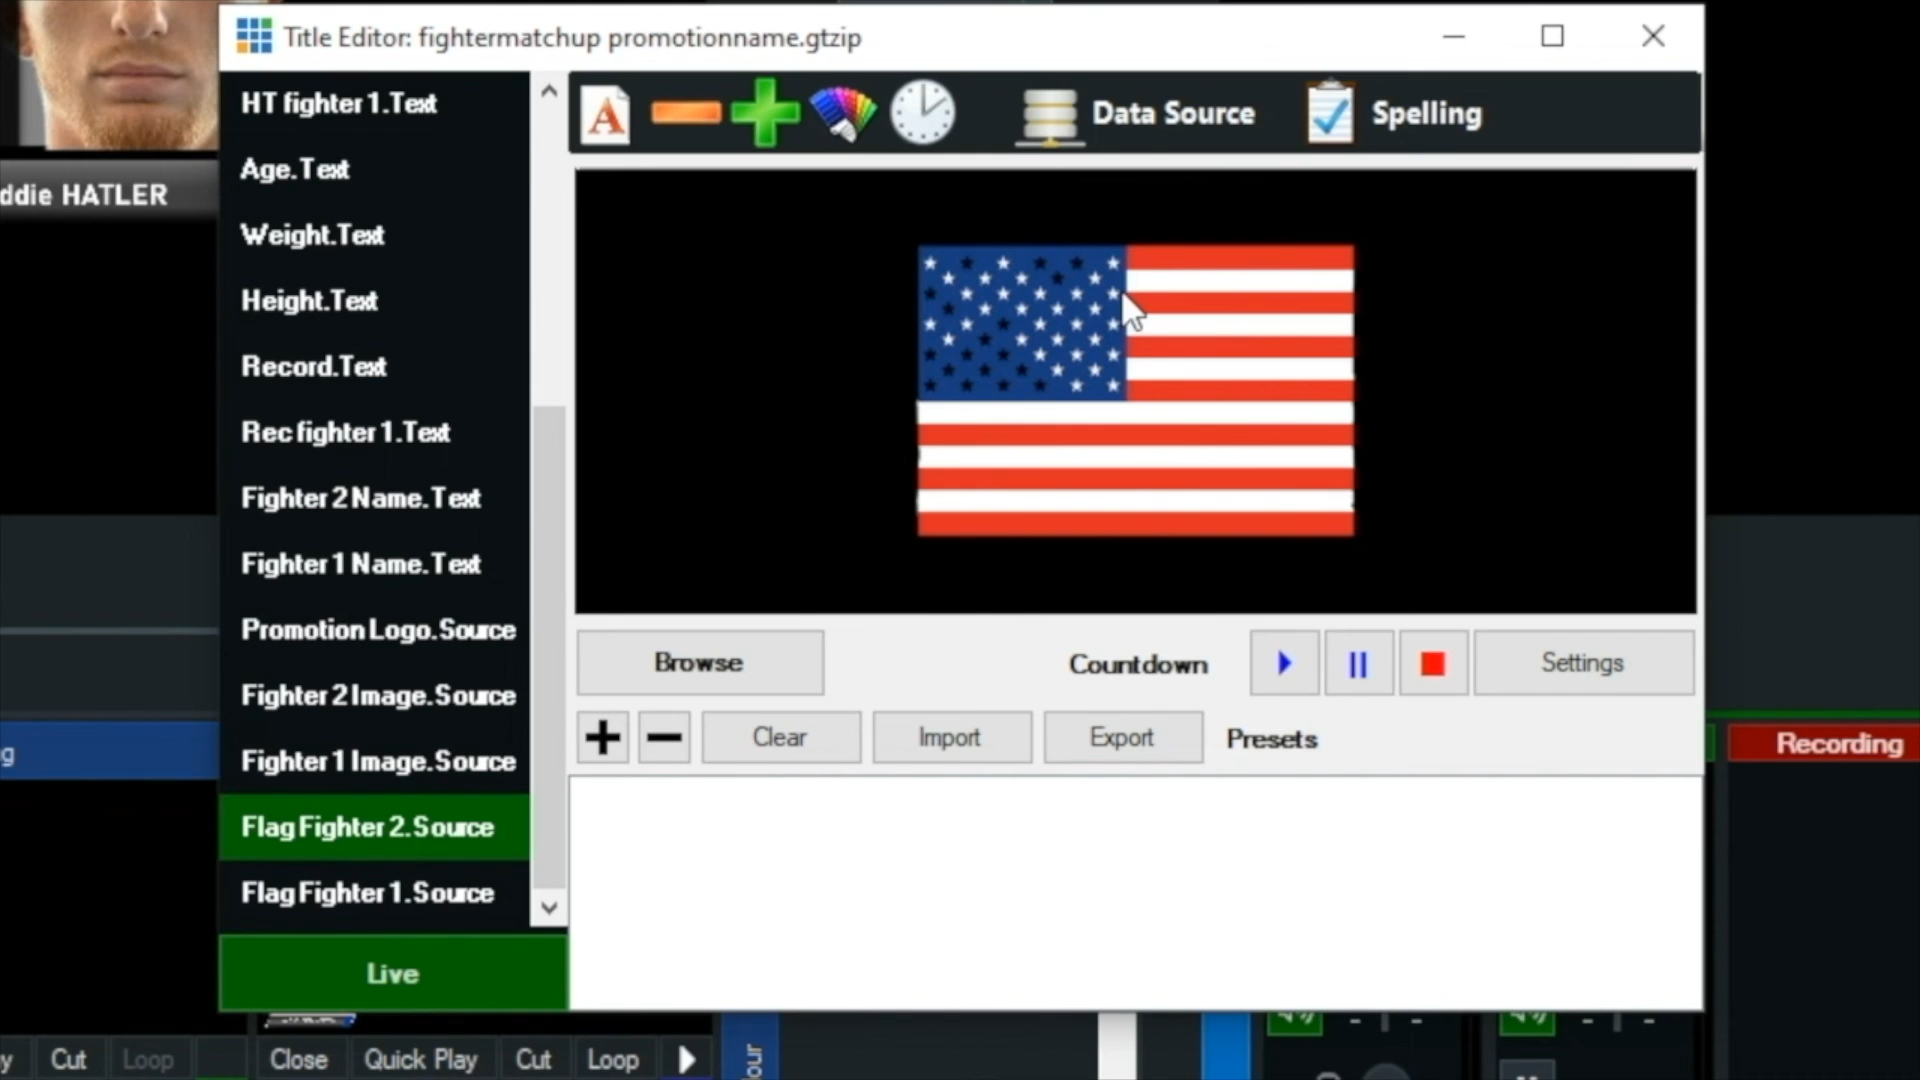 Title Editor: fightermatchup promotionname.gtzip
HT fighter 1.Text
Age.Text
Weight.Text
Height.Text
Record.Text
Rec fighter 1.Text
Fighter 2 Name.Text
Fighter 1 Name.Text
Promotion Logo.Source
Fighter 2 Image.Source
Fighter 1 Image.Source
Flag Fighter 2.Source
Flag Fighter 1.Source
Live
Data Source
Spelling
Browse
Countdown
Settings
Clear
Import
Export
Presets
ddie HATLER
g
Recording
y
Cut
Loop
Close
Quick Play
Cut
Loop
our